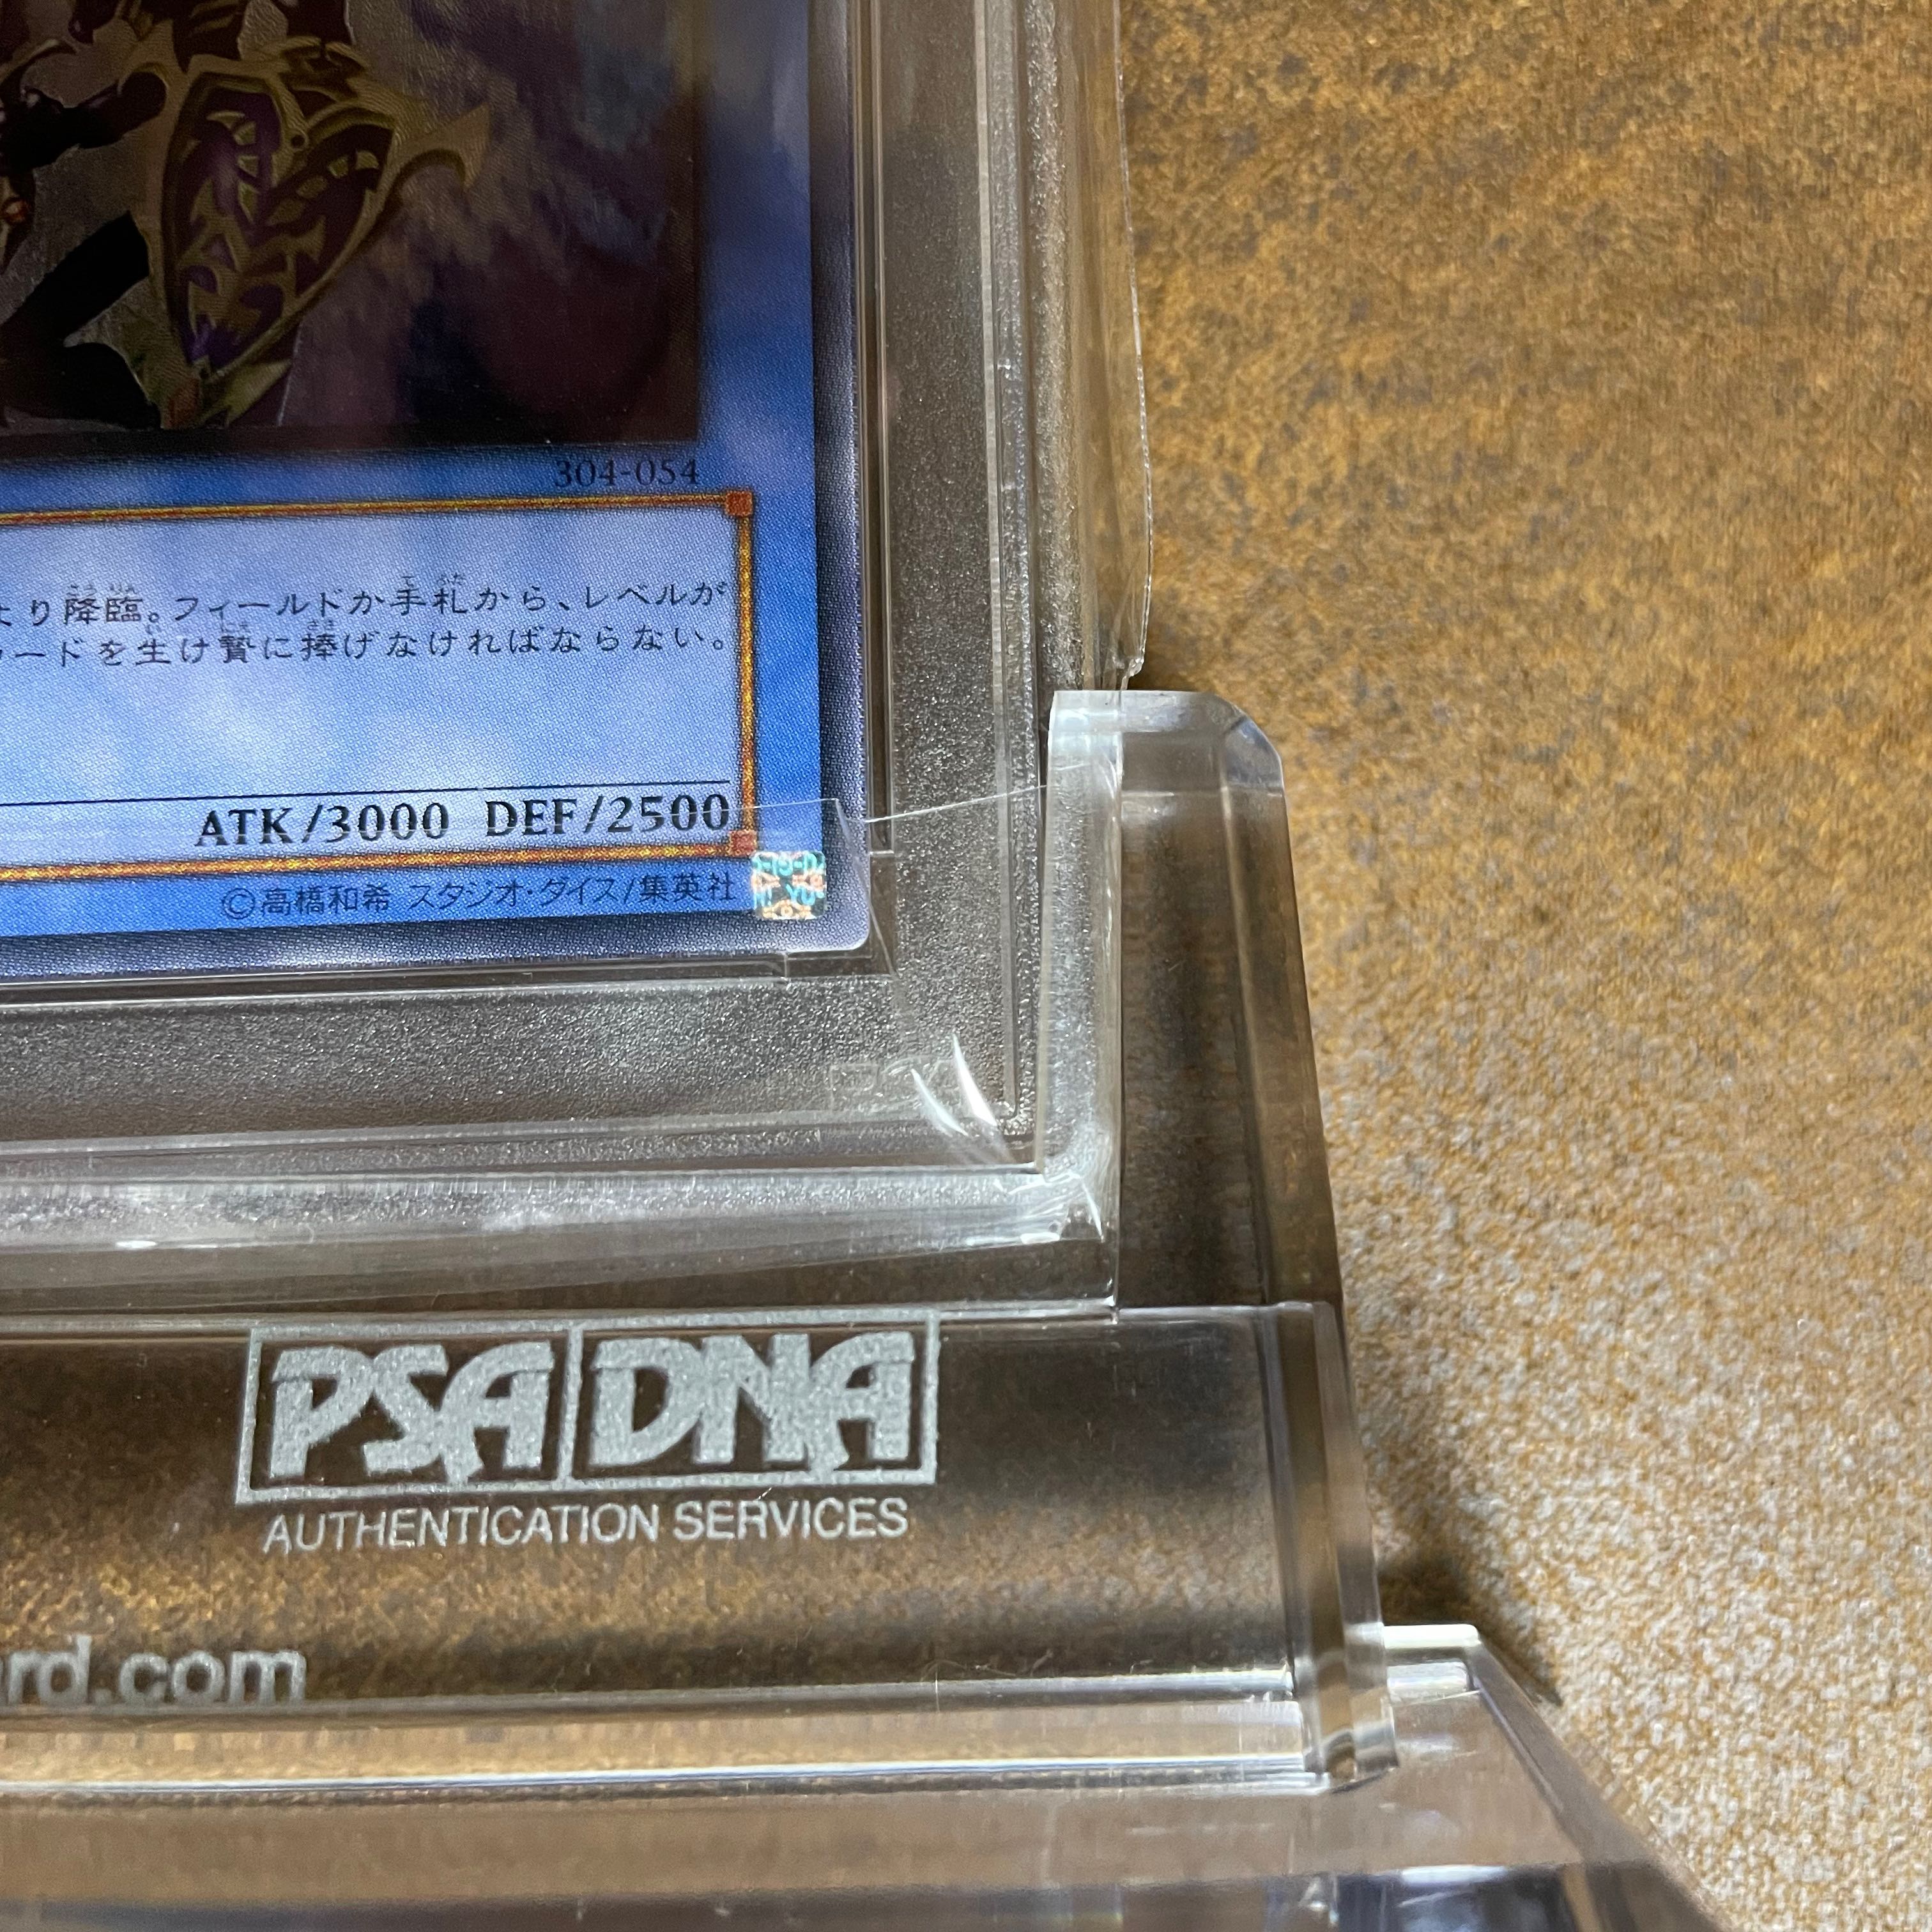 304-054
より降臨。フィールドか手札から、レベルが
ードを生け贄に捧げなければならない。
ATK/3000 DEF/2500
©高橋和希 スタジオ・ダイス/集英社
PSA DNA
AUTHENTICATION SERVICES
rd.com